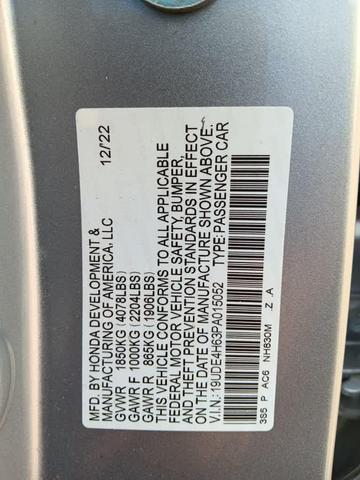 MFD. BY HONDA DEVELOPMENT &
MANUFACTURING OF AMERICA, LLC 12/'22
GVWR 1850KG (4078LBS)
GAWR F 1000KG (2204LBS)
GAWR R 865KG (1906LBS)
THIS VEHICLE CONFORMS TO ALL APPLICABLE
FEDERAL MOTOR VEHICLE SAFETY, BUMPER,
AND THEFT PREVENTION STANDARDS IN EFFECT
ON THE DATE OF MANUFACTURE SHOWN ABOVE.
V.I.N.: 19UDE4H63PA015052 TYPE: PASSENGER CAR
3S5 P AC6 NH830M Z .A